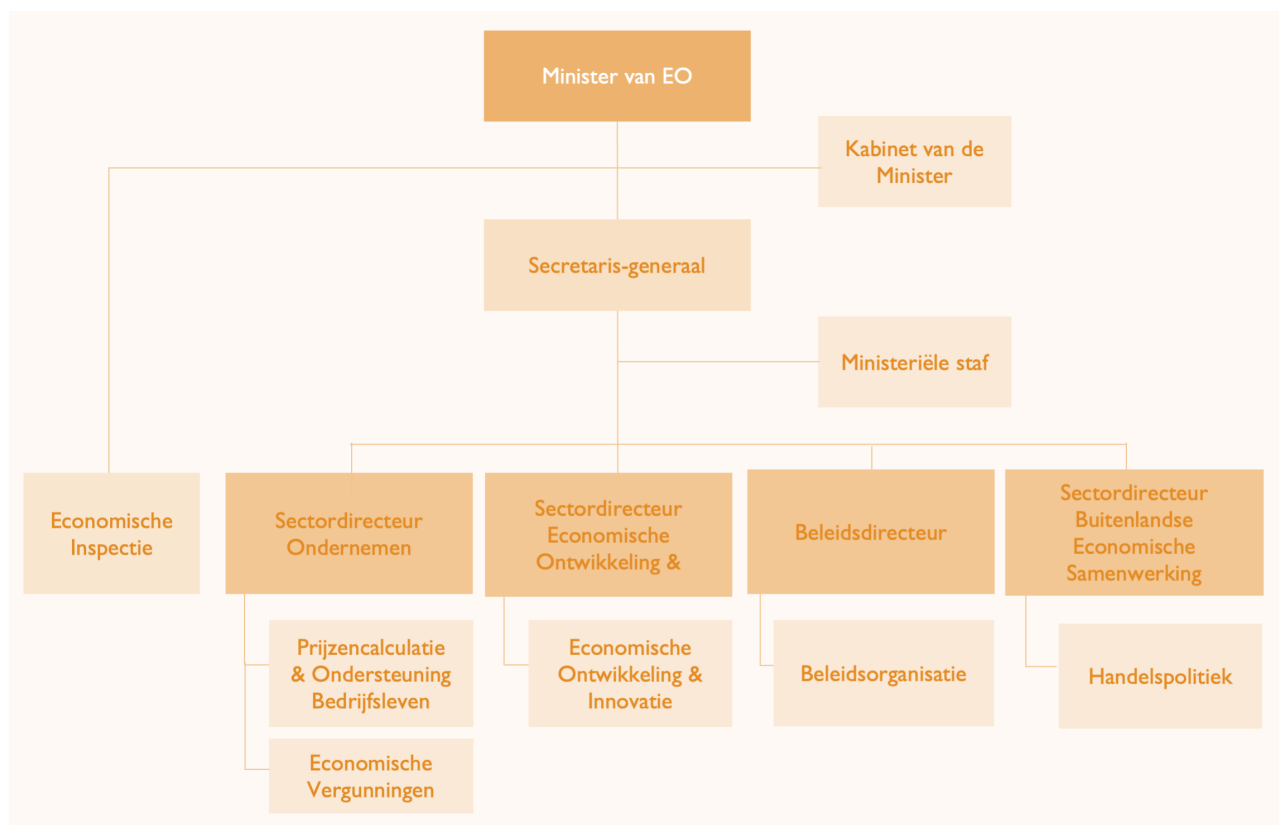 Minister van EO
Kabinet van de
Minister
Secretaris-generaal
Ministeriële staf
Economische
Inspectie
Sectordirecteur
Ondernemen
Sectordirecteur
Economische
Ontwikkeling &
Beleidsdirecteur
Sectordirecteur
Buitenlandse
Economische
Samenwerking
Prijzencalculatie
& Ondersteuning
Bedrijfsleven
Economische
Ontwikkeling &
Innovatie
Beleidsorganisatie
Handelspolitiek
Economische
Vergunningen